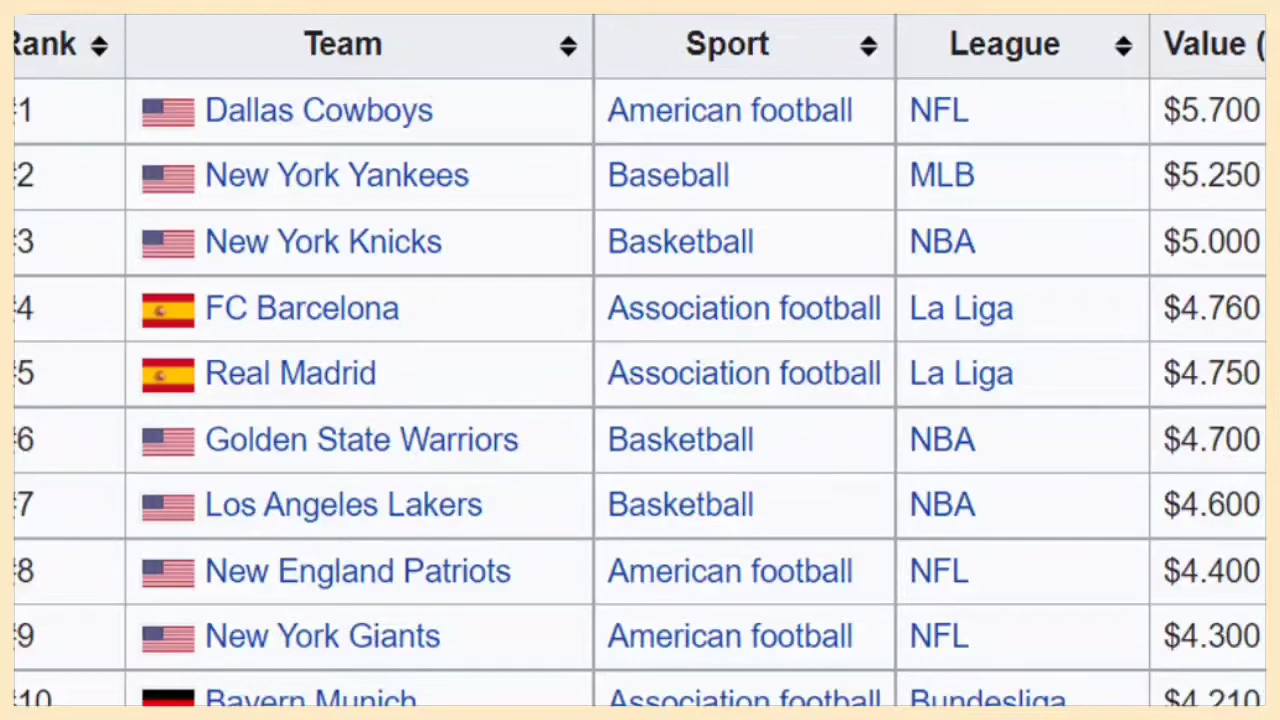 Rank Team Sport League Value (
#1 Dallas Cowboys American football NFL $5.700
#2 New York Yankees Baseball MLB $5.250
#3 New York Knicks Basketball NBA $5.000
#4 FC Barcelona Association football La Liga $4.760
#5 Real Madrid Association football La Liga $4.750
#6 Golden State Warriors Basketball NBA $4.700
#7 Los Angeles Lakers Basketball NBA $4.600
#8 New England Patriots American football NFL $4.400
#9 New York Giants American football NFL $4.300
#10 Bayern Munich Association football Bundesliga $4.210